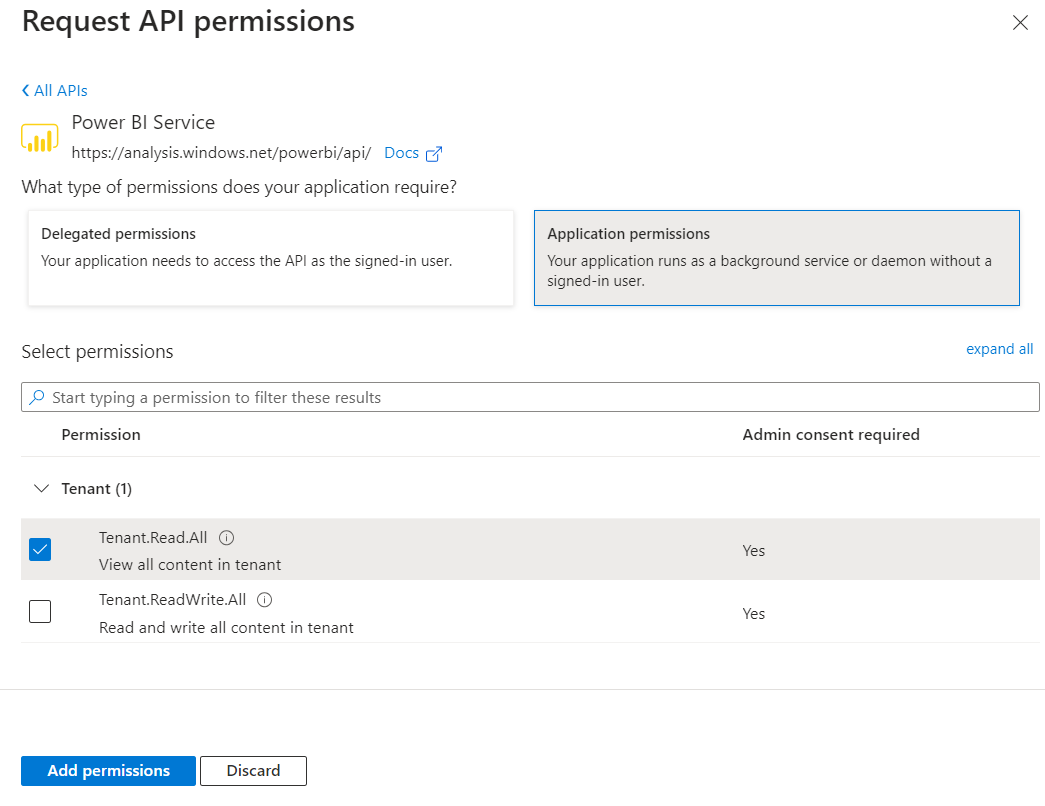 Request API permissions
All APIs
Power BI Service
https://analysis.windows.net/powerbi/api/ Docs
What type of permissions does your application require?
Delegated permissions
Your application needs to access the API as the signed-in user.
Application permissions
Your application runs as a background service or daemon without a
signed-in user.
Select permissions
expand all
Start typing a permission to filter these results
Permission
Admin consent required
Tenant (1)
Tenant.Read.All
View all content in tenant
Yes
Tenant.ReadWrite.All
Read and write all content in tenant
Yes
Add permissions
Discard